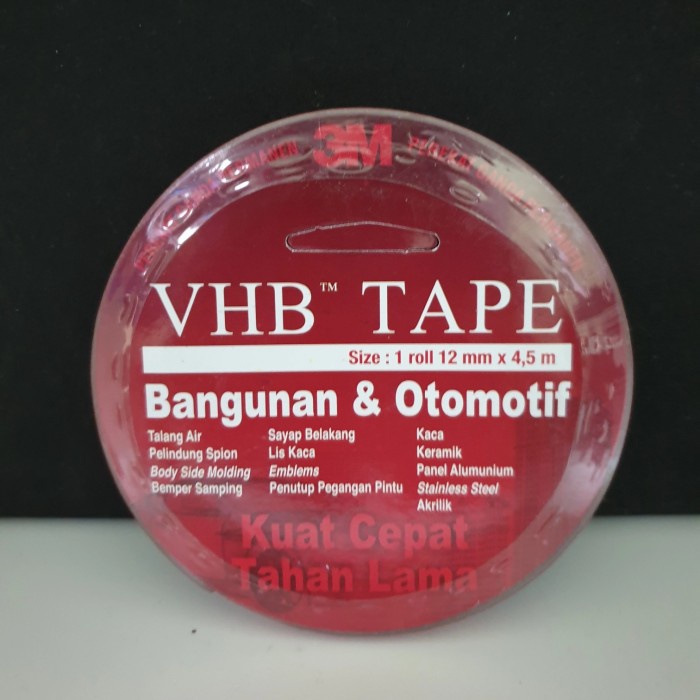 3M
VHB™ TAPE
Size : 1 roll 12 mm x 4,5 m
Bangunan & Otomotif
Talang Air
Pelindung Spion
Body Side Molding
Bemper Samping
Sayap Belakang
Lis Kaca
Emblems
Penutup Pegangan Pintu
Kaca
Keramik
Panel Alumunium
Stainless Steel
Akrilik
Kuat Cepat
Tahan Lama